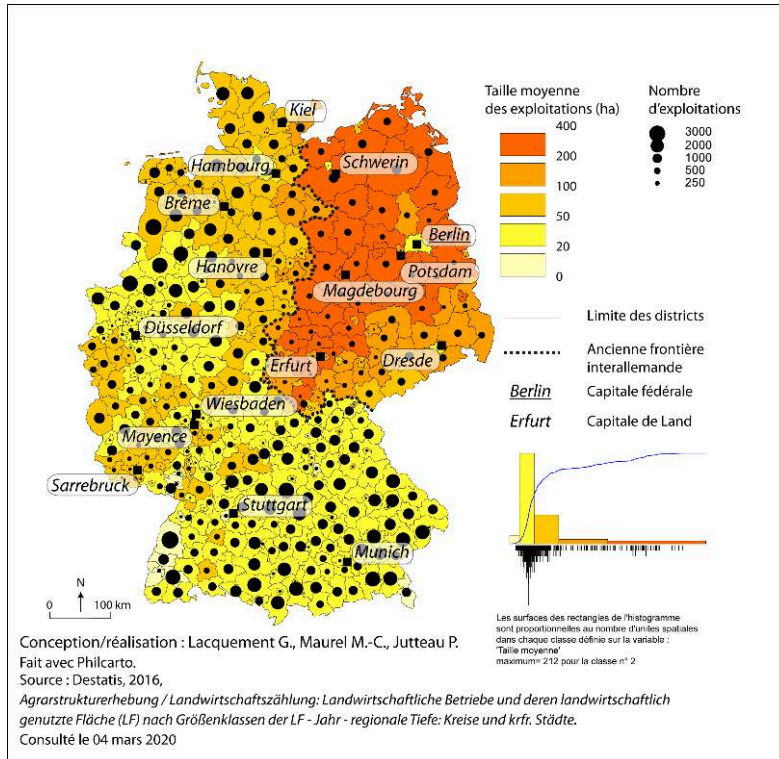 Kiel
Hambourg
Schwerin
Brême
Berlin
Hanovre
Potsdam
Magdebourg
Düsseldorf
Erfurt
Dresde
Wiesbaden
Mayence
Sarrebruck
Stuttgart
Munich
N
0 100 km
Taille moyenne
des exploitations (ha)
400
200
100
50
20
0
Nombre
d'exploitations
3000
2000
1000
500
250
Limite des districts
Ancienne frontière
interallemande
Berlin Capitale fédérale
Erfurt Capitale de Land
Les surfaces des rectangles de l'histogramme
sont proportionnelles au nombre d'unités spatiales
dans chaque classe définie sur la variable :
'Taille moyenne'
maximum= 212 pour la classe n° 2
Conception/réalisation : Lacquement G., Maurel M.-C., Jutteau P.
Fait avec Philcarto.
Source : Destatis, 2016,
Agrarstrukturerhebung / Landwirtschaftszählung: Landwirtschaftliche Betriebe und deren landwirtschaftlich
genutzte Fläche (LF) nach Größenklassen der LF - Jahr - regionale Tiefe: Kreise und krfr. Städte.
Consulté le 04 mars 2020